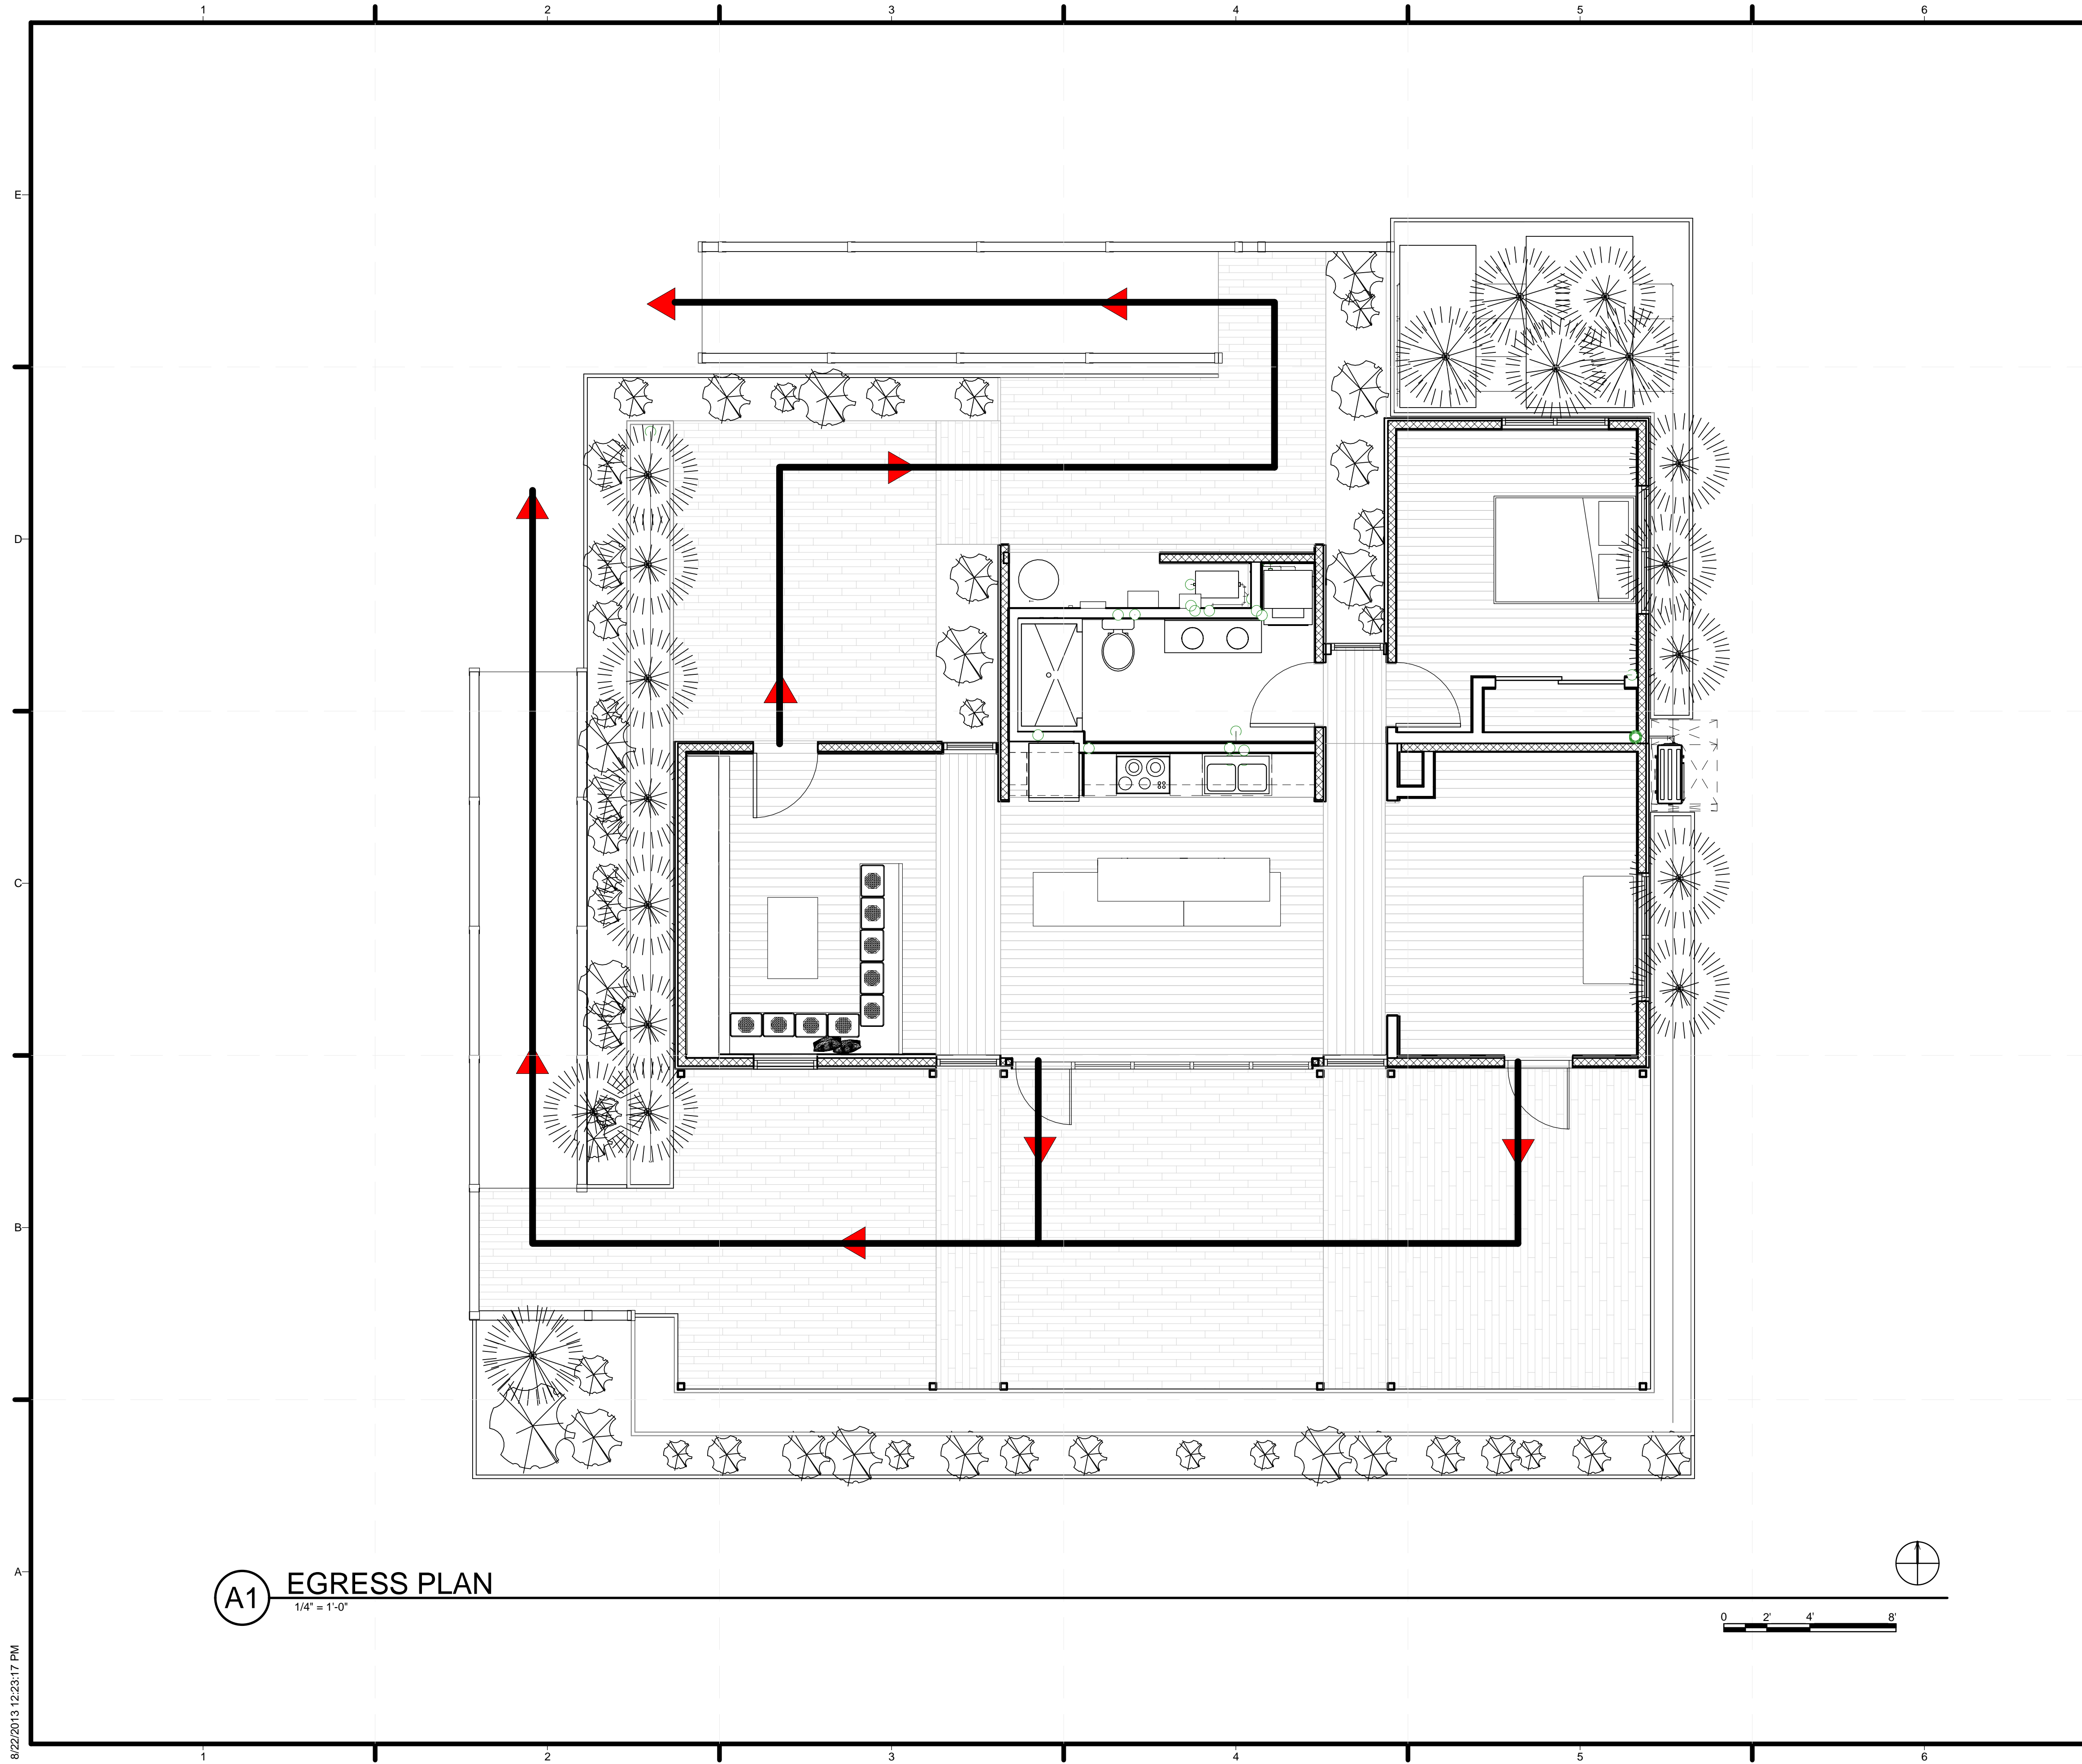 1 2 3 4 5 6
E
D
C
B
A
A1
EGRESS PLAN
1/4" = 1'-0"
0 2' 4' 8'
8/22/2013 12:23:17 PM
1 2 3 4 5 6